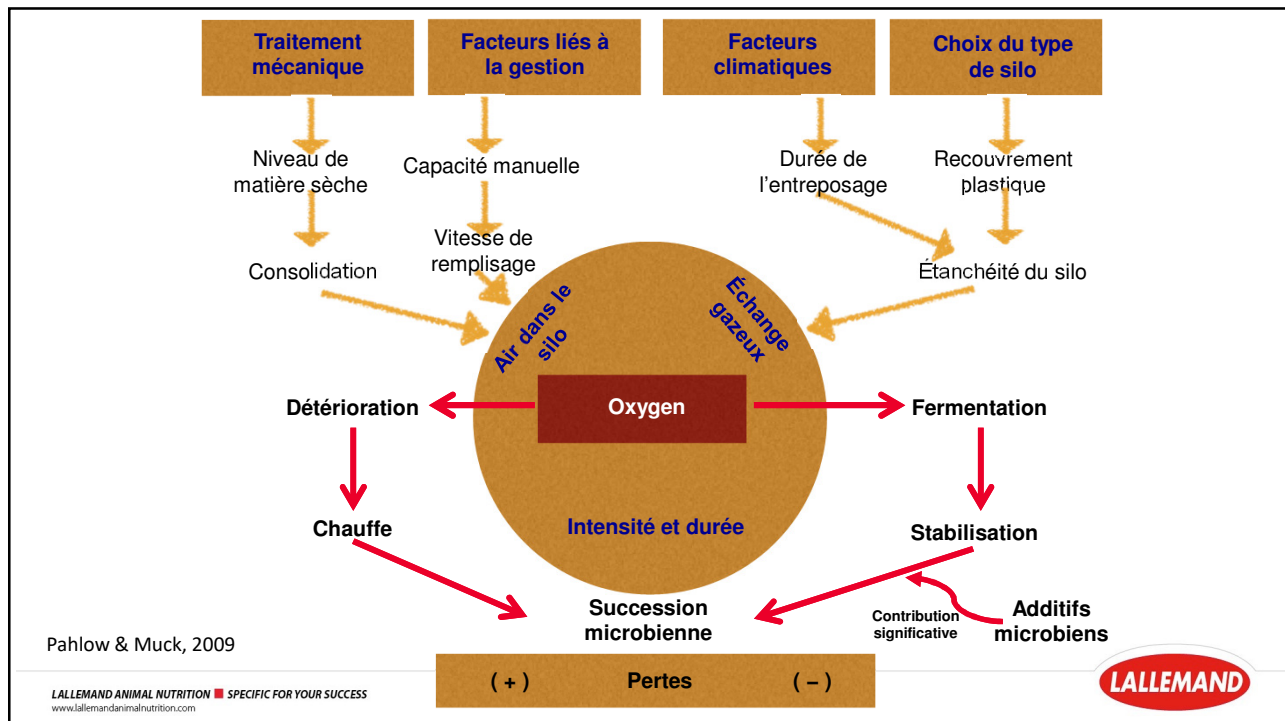 Traitement
mécanique
Facteurs liés à
la gestion
Facteurs
climatiques
Choix du type
de silo
Niveau de
matière sèche
Capacité manuelle
Durée de
l'entreposage
Recouvrement
plastique
Consolidation
Vitesse de
remplisage
Étanchéité du silo
Air dans le
silo
Échange
gazeux
Détérioration
Oxygen
Fermentation
Chauffe
Intensité et durée
Stabilisation
Succession
microbienne
Contribution
significative
Additifs
microbiens
Pahlow & Muck, 2009
( + ) Pertes ( − )
LALLEMAND ANIMAL NUTRITION ■ SPECIFIC FOR YOUR SUCCESS
www.lallemandanimalnutrition.com
LALLEMAND